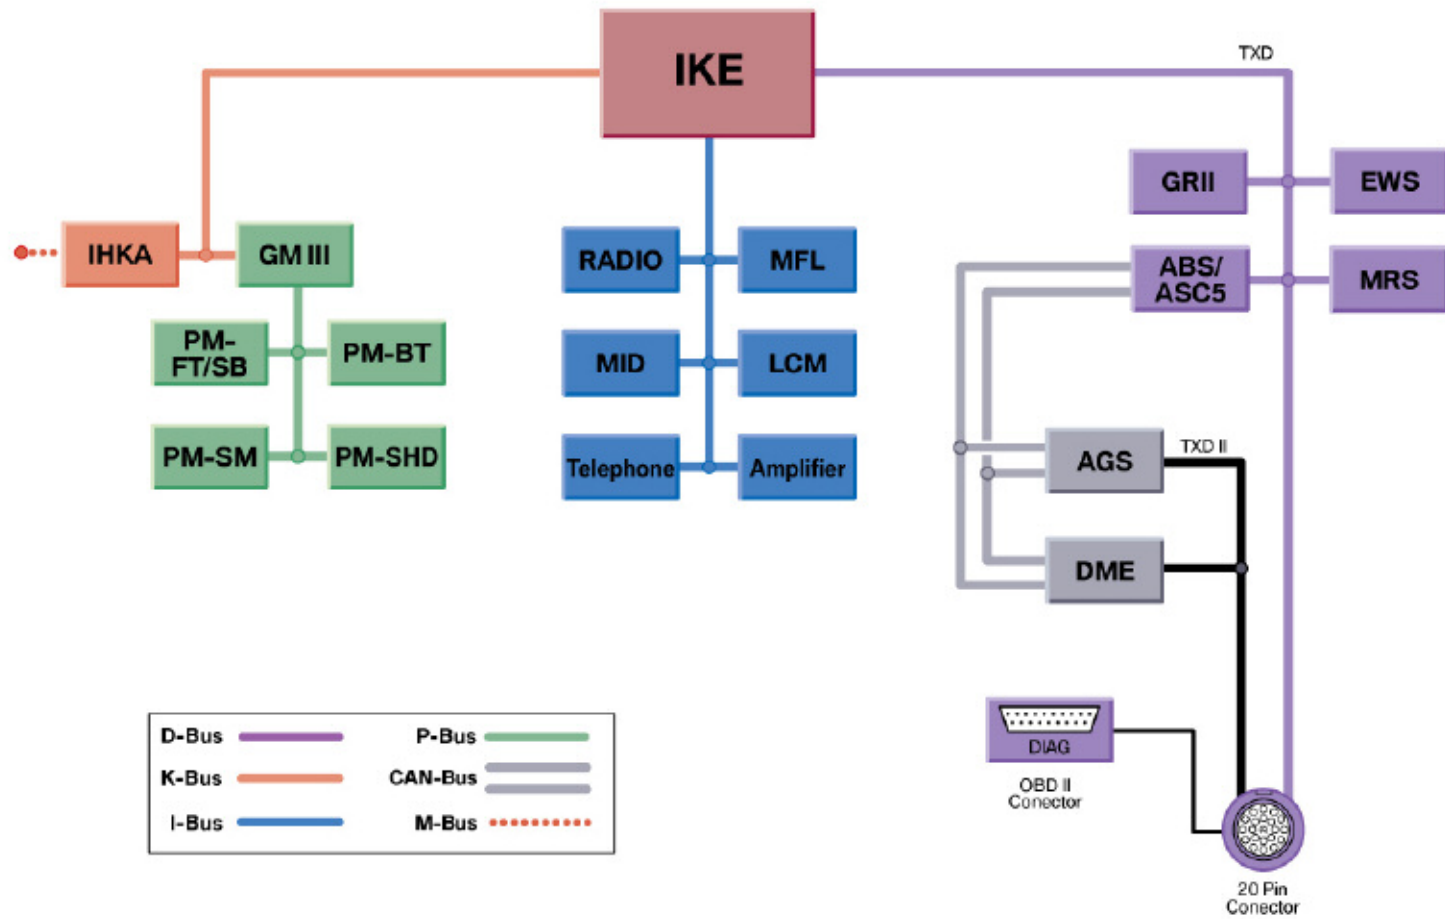 IKE
TXD
GRII
EWS
IHKA
GM III
RADIO
MFL
ABS/
ASC5
MRS
PM-
FT/SB
PM-BT
MID
LCM
PM-SM
PM-SHD
Telephone
Amplifier
AGS
TXD II
DME
D-Bus
P-Bus
K-Bus
CAN-Bus
I-Bus
M-Bus
DIAG
OBD II
Conector
20 Pin
Conector